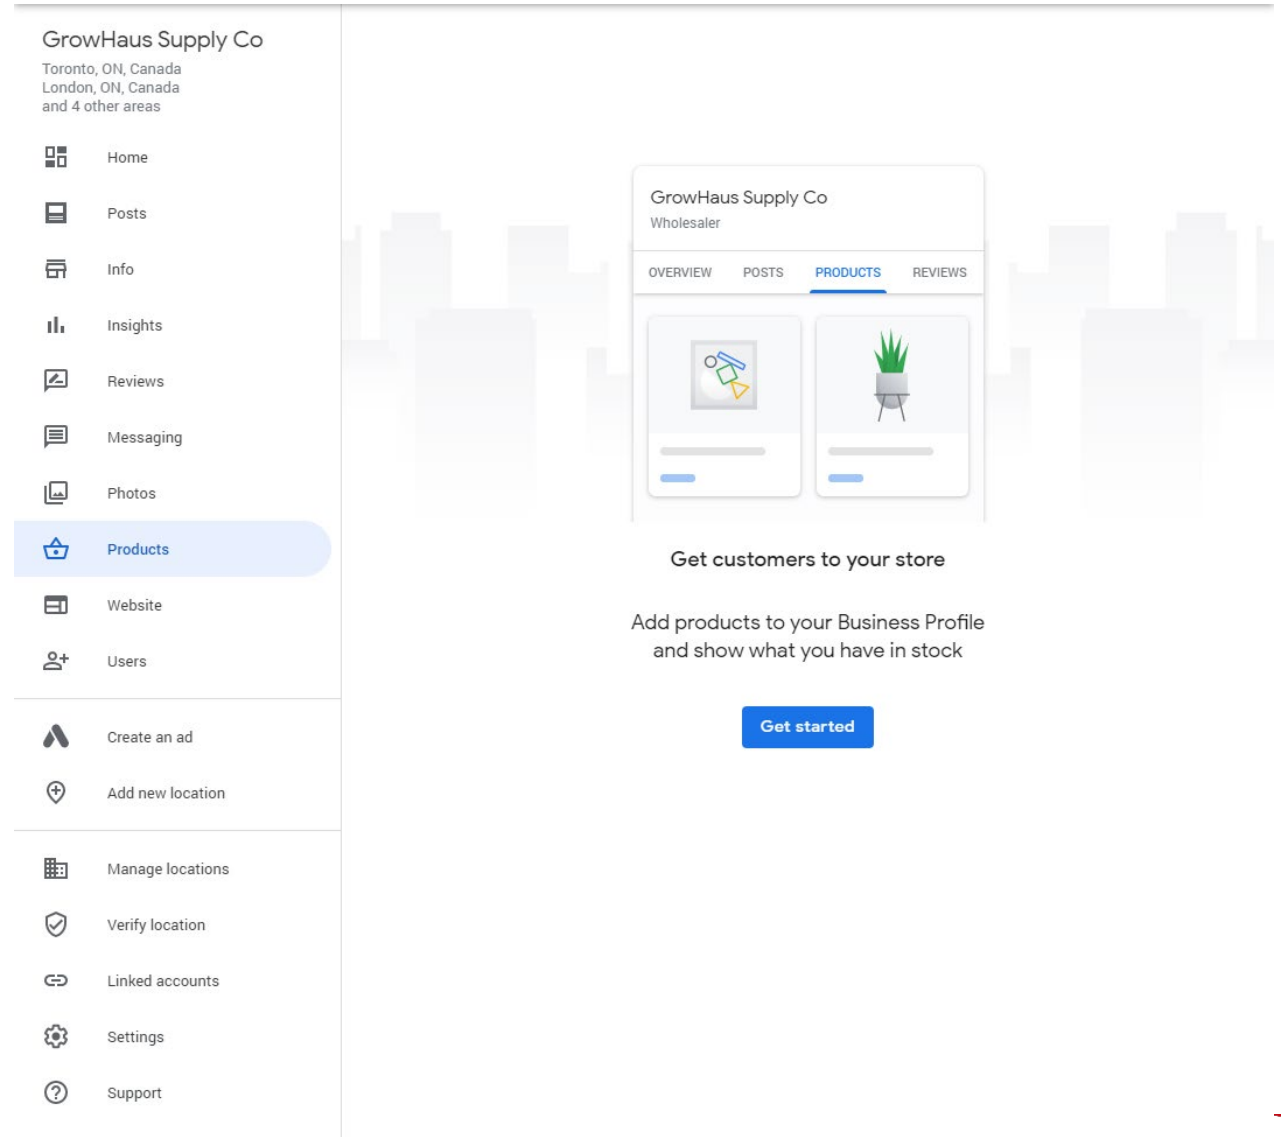 GrowHaus Supply Co
Toronto, ON, Canada
London, ON, Canada
and 4 other areas
Home
Posts
Info
Insights
Reviews
Messaging
Photos
Products
Website
Users
Create an ad
Add new location
Manage locations
Verify location
Linked accounts
Settings
Support
GrowHaus Supply Co
Wholesaler
OVERVIEW POSTS PRODUCTS REVIEWS
Get customers to your store
Add products to your Business Profile
and show what you have in stock
Get started